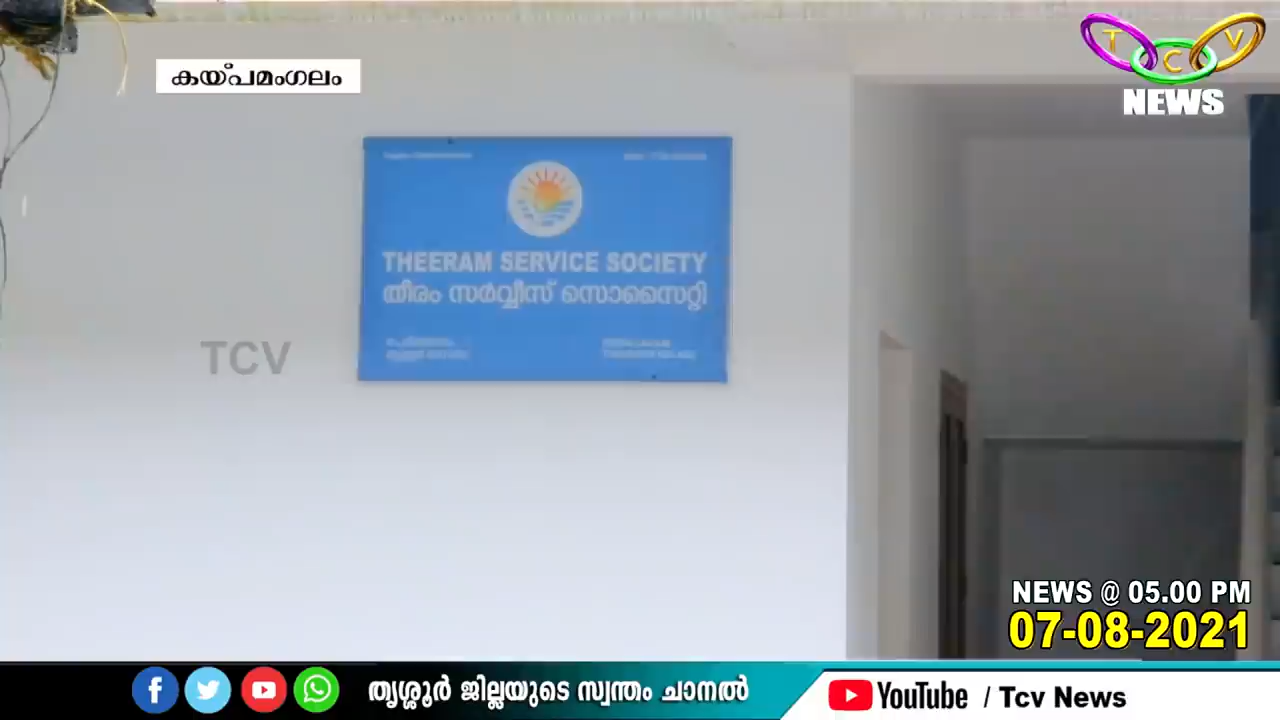 T C V
NEWS
കയ്പമംഗലം
THEERAM SERVICE SOCIETY
തീരം സർവ്വീസ് സൊസൈറ്റി
TCV
NEWS @ 05.00 PM
07-08-2021
തൃശ്ശൂർ ജില്ലയുടെ സ്വന്തം ചാനൽ
YouTube / Tcv News